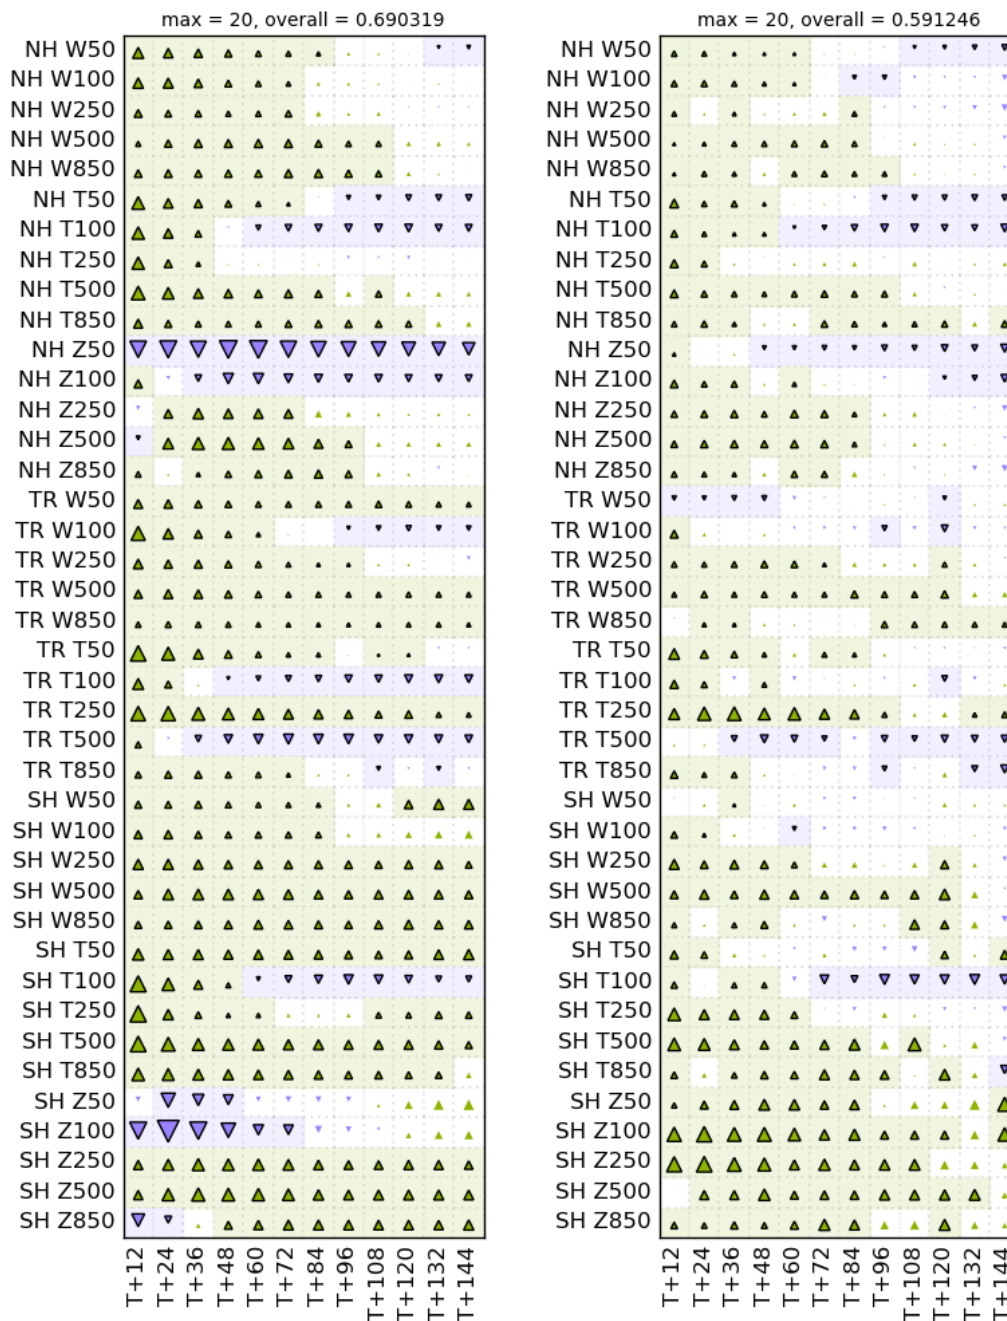 max = 20, overall = 0.690319
NH W50
NH W100
NH W250
NH W500
NH W850
NH T50
NH T100
NH T250
NH T500
NH T850
NH Z50
NH Z100
NH Z250
NH Z500
NH Z850
TR W50
TR W100
TR W250
TR W500
TR W850
TR T50
TR T100
TR T250
TR T500
TR T850
SH W50
SH W100
SH W250
SH W500
SH W850
SH T50
SH T100
SH T250
SH T500
SH T850
SH Z50
SH Z100
SH Z250
SH Z500
SH Z850
T+12
T+24
T+36
T+48
T+60
T+72
T+84
T+96
T+108
T+120
T+132
T+144
max = 20, overall = 0.591246
NH W50
NH W100
NH W250
NH W500
NH W850
NH T50
NH T100
NH T250
NH T500
NH T850
NH Z50
NH Z100
NH Z250
NH Z500
NH Z850
TR W50
TR W100
TR W250
TR W500
TR W850
TR T50
TR T100
TR T250
TR T500
TR T850
SH W50
SH W100
SH W250
SH W500
SH W850
SH T50
SH T100
SH T250
SH T500
SH T850
SH Z50
SH Z100
SH Z250
SH Z500
SH Z850
T+12
T+24
T+36
T+48
T+60
T+72
T+84
T+96
T+108
T+120
T+132
T+144